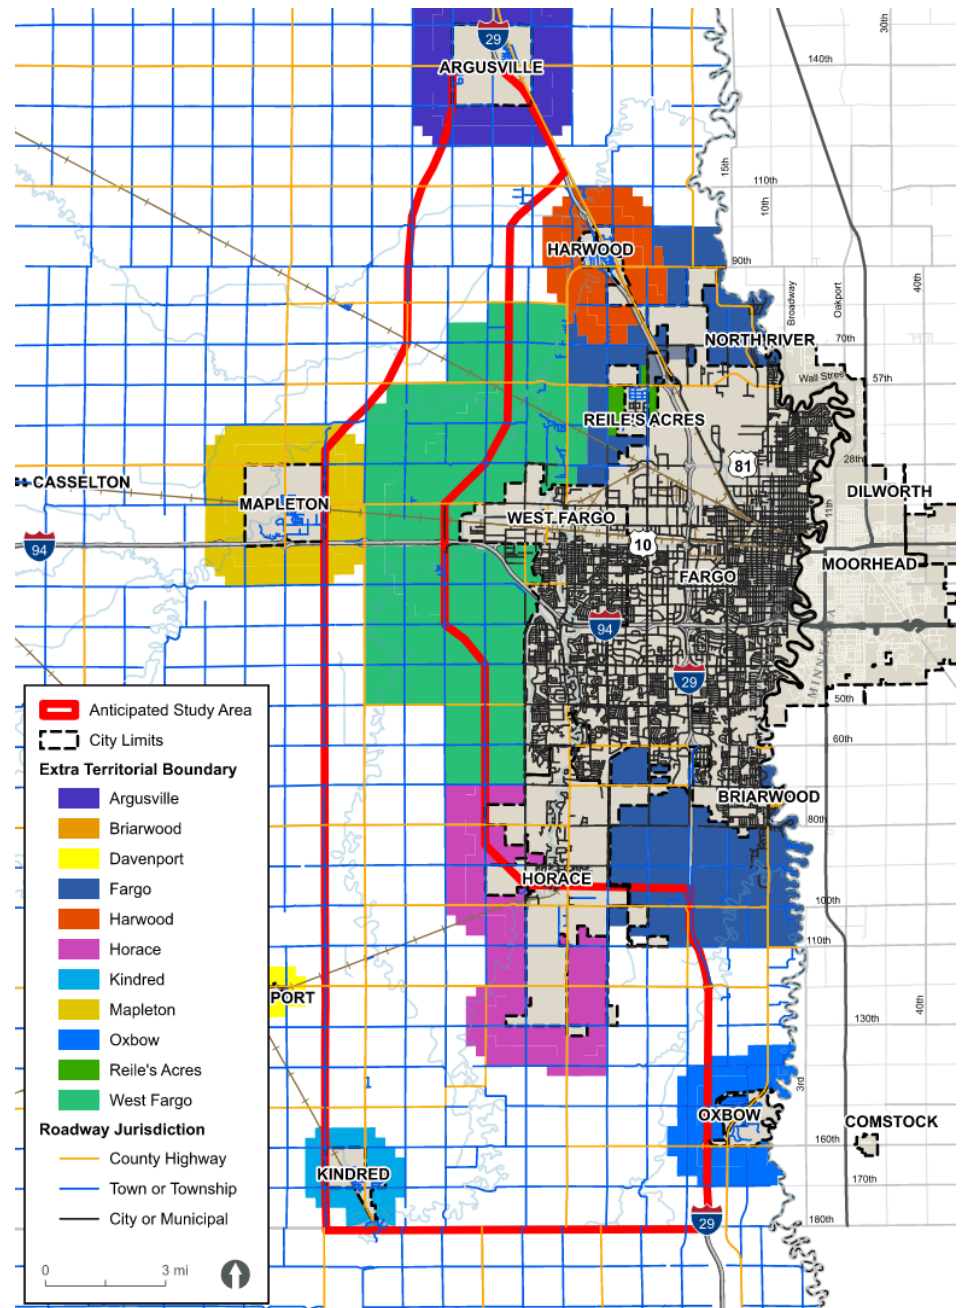 29
ARGUSVILLE
30th
140th
15th
110th
10th
HARWOOD
90th
40th
Broadway
Oakport
NORTH RIVER
70th
Wall Street
57th
REILE'S ACRES
81
28th
CASSELTON
DILWORTH
MAPLETON
11th
WEST FARGO
94
10
MOORHEAD
FARGO
94
MINNESOTA
29
50th
60th
BRIARWOOD
80th
HORACE
100th
110th
PORT
40th
130th
3rd
OXBOW
COMSTOCK
160th
KINDRED
170th
29
180th
Anticipated Study Area
City Limits
Extra Territorial Boundary
Argusville
Briarwood
Davenport
Fargo
Harwood
Horace
Kindred
Mapleton
Oxbow
Reile's Acres
West Fargo
Roadway Jurisdiction
County Highway
Town or Township
City or Municipal
0 3 mi